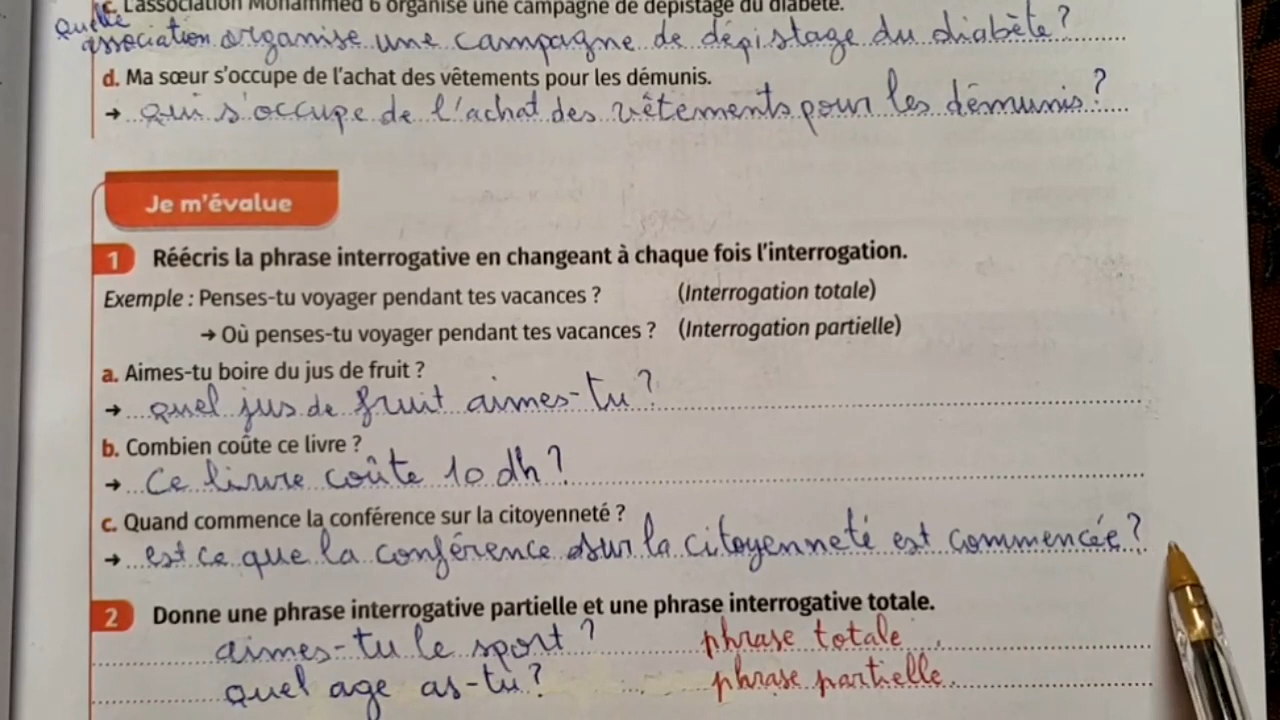 c. L'association Mohammed 6 organise une campagne de dépistage du diabète.
quelle
association organise une campagne de dépistage du diabète ?
d. Ma sœur s'occupe de l'achat des vêtements pour les démunis.
→ qui s'occupe de l'achat des vêtements pour les démunis ?
Je m'évalue
1 Réécris la phrase interrogative en changeant à chaque fois l'interrogation.
Exemple : Penses-tu voyager pendant tes vacances ? (Interrogation totale)
→ Où penses-tu voyager pendant tes vacances ? (Interrogation partielle)
a. Aimes-tu boire du jus de fruit ?
→ quel jus de fruit aimes-tu ?
b. Combien coûte ce livre ?
→ Ce livre coûte 10 dh ?
c. Quand commence la conférence sur la citoyenneté ?
→ est ce que la conférence sur la citoyenneté est commencée ?
2 Donne une phrase interrogative partielle et une phrase interrogative totale.
aimes-tu le sport ? phrase totale
quel age as-tu ? phrase partielle.